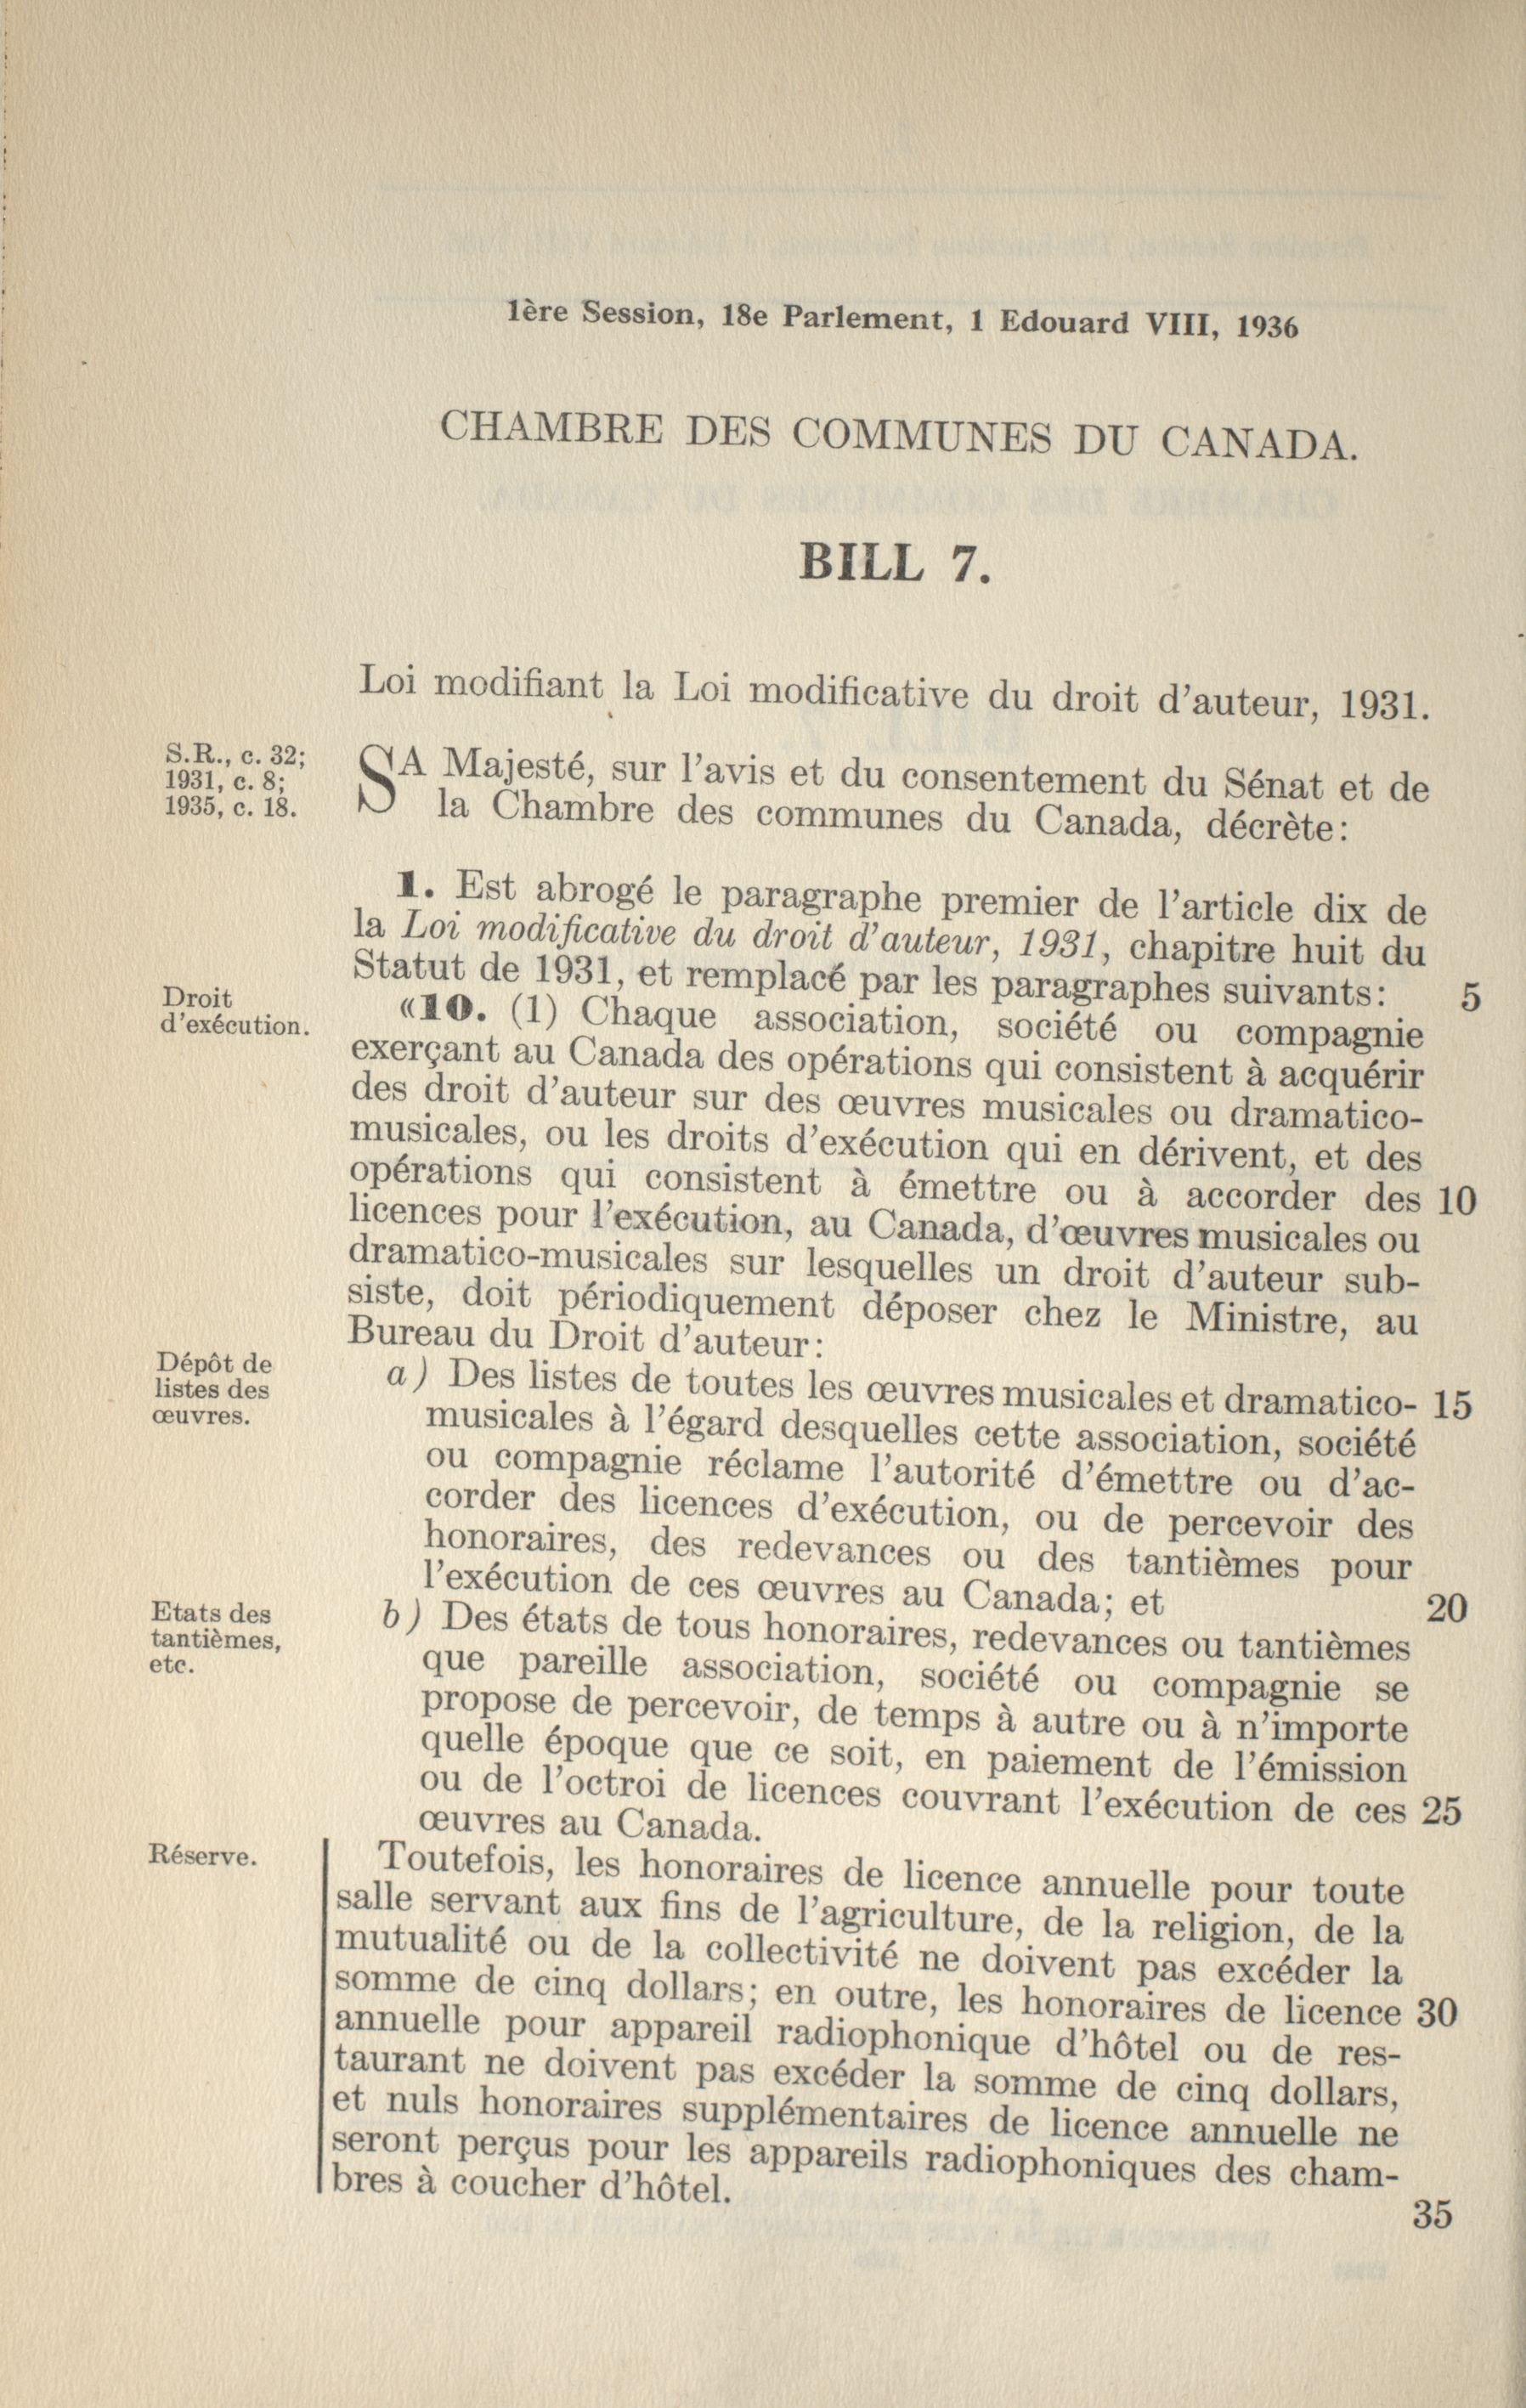 1ère Session, 18e Parlement, 1 Edouard VIII, 1936
CHAMBRE DES COMMUNES DU CANADA.
BILL 7.
Loi modifiant la Loi modificative du droit d'auteur, 1931.
S.R., c. 32;
1931, c. 8;
1935, c. 18.
SA Majesté, sur l'avis et du consentement du Sénat et de
la Chambre des communes du Canada, décrète:
1. Est abrogé le paragraphe premier de l'article dix de
la Loi modificative du droit d'auteur, 1931, chapitre huit du
Statut de 1931, et remplacé par les paragraphes suivants: 5
Droit
d'exécution.
«10. (1) Chaque association, société ou compagnie
exerçant au Canada des opérations qui consistent à acquérir
des droit d'auteur sur des œuvres musicales ou dramatico-
musicales, ou les droits d'exécution qui en dérivent, et des
opérations qui consistent à émettre ou à accorder des 10
licences pour l'exécution, au Canada, d'œuvres musicales ou
dramatico-musicales sur lesquelles un droit d'auteur sub-
siste, doit périodiquement déposer chez le Ministre, au
Bureau du Droit d'auteur:
Dépôt de
listes des
œuvres.
a) Des listes de toutes les œuvres musicales et dramatico- 15
musicales à l'égard desquelles cette association, société
ou compagnie réclame l'autorité d'émettre ou d'ac-
corder des licences d'exécution, ou de percevoir des
honoraires, des redevances ou des tantièmes pour
l'exécution de ces œuvres au Canada; et 20
Etats des
tantièmes,
etc.
b) Des états de tous honoraires, redevances ou tantièmes
que pareille association, société ou compagnie se
propose de percevoir, de temps à autre ou à n'importe
quelle époque que ce soit, en paiement de l'émission
ou de l'octroi de licences couvrant l'exécution de ces 25
œuvres au Canada.
Réserve.
Toutefois, les honoraires de licence annuelle pour toute
salle servant aux fins de l'agriculture, de la religion, de la
mutualité ou de la collectivité ne doivent pas excéder la
somme de cinq dollars; en outre, les honoraires de licence 30
annuelle pour appareil radiophonique d'hôtel ou de res-
taurant ne doivent pas excéder la somme de cinq dollars,
et nuls honoraires supplémentaires de licence annuelle ne
seront perçus pour les appareils radiophoniques des cham-
bres à coucher d'hôtel. 35